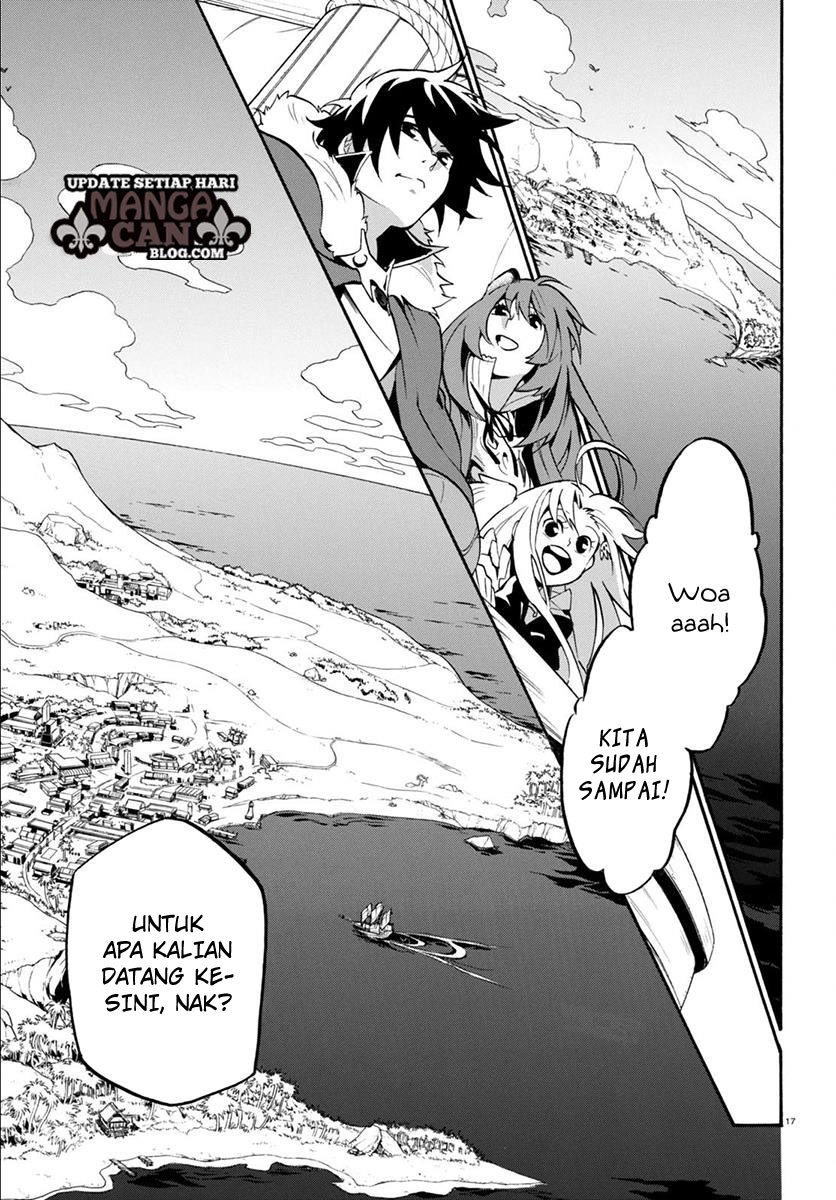 UPDATE SETIAP HARI
MANGA
CAN
BLOG.COM
Woa
aaah!
KITA
SUDAH
SAMPAI!
UNTUK
APA KALIAN
DATANG KE-
SINI, NAK?
17